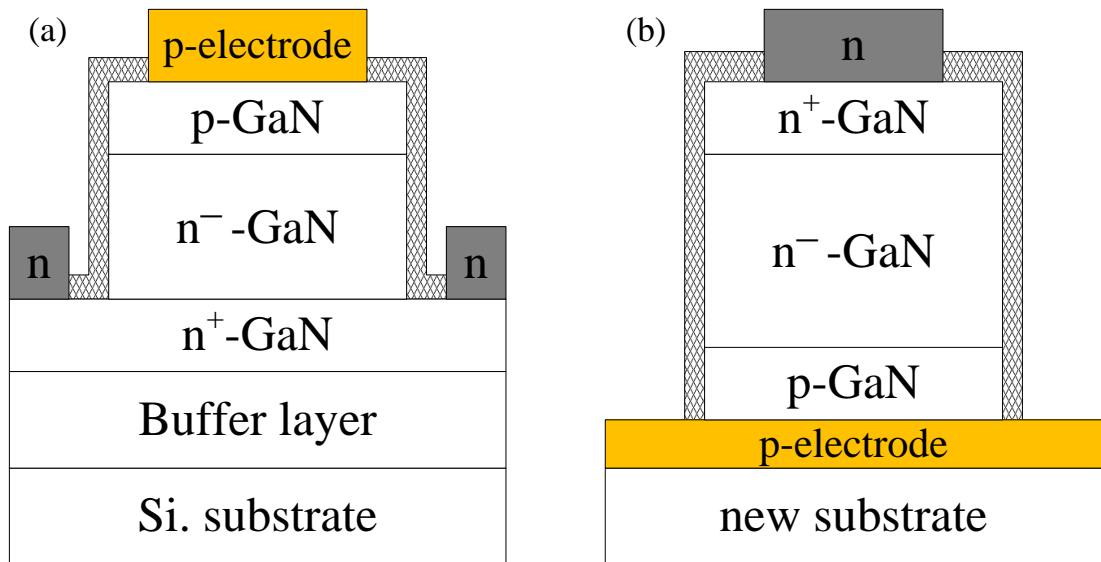 (a)
p-electrode
p-GaN
n⁻ -GaN
n
n
n⁺-GaN
Buffer layer
Si. substrate
(b)
n
n⁺-GaN
n⁻ -GaN
p-GaN
p-electrode
new substrate